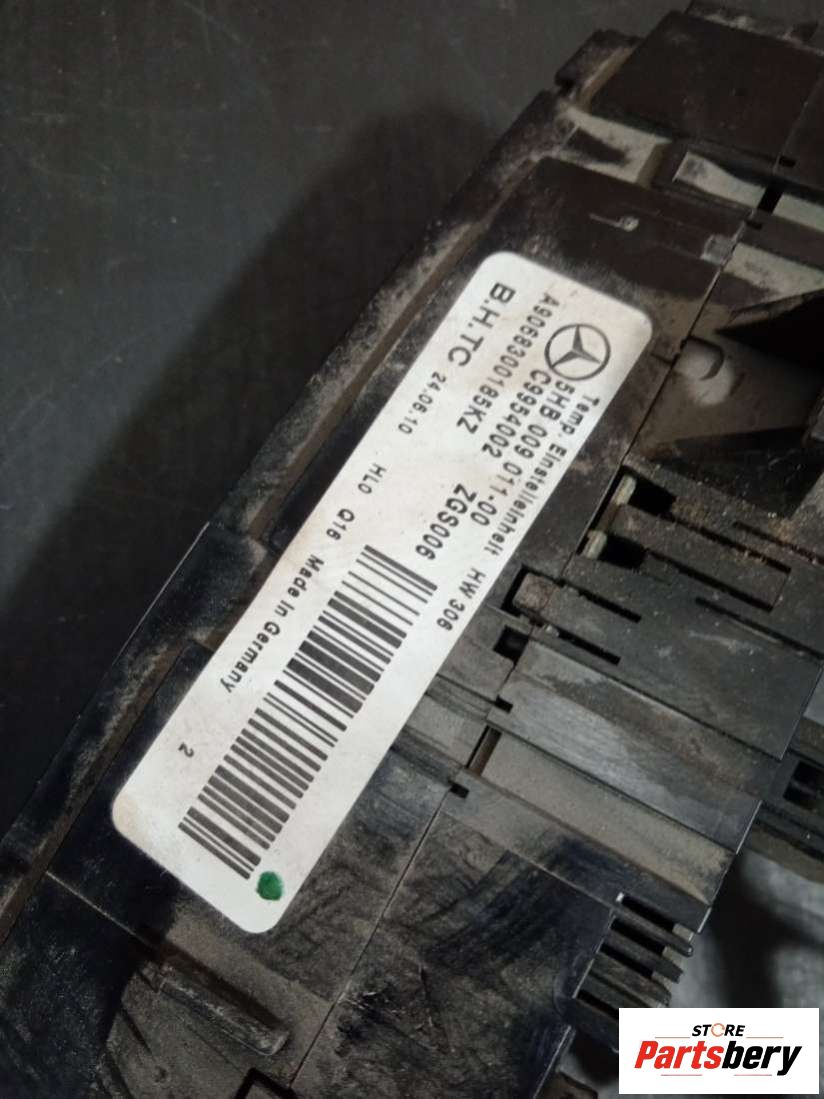 Temp. Einstelleinheit HW 306
5HB 009 011-00
C9954002 ZGS006
A9068300185KZ
B.H.TC 24.06.10 HL0 Q16 Made in Germany
2
STORE
Partsbery